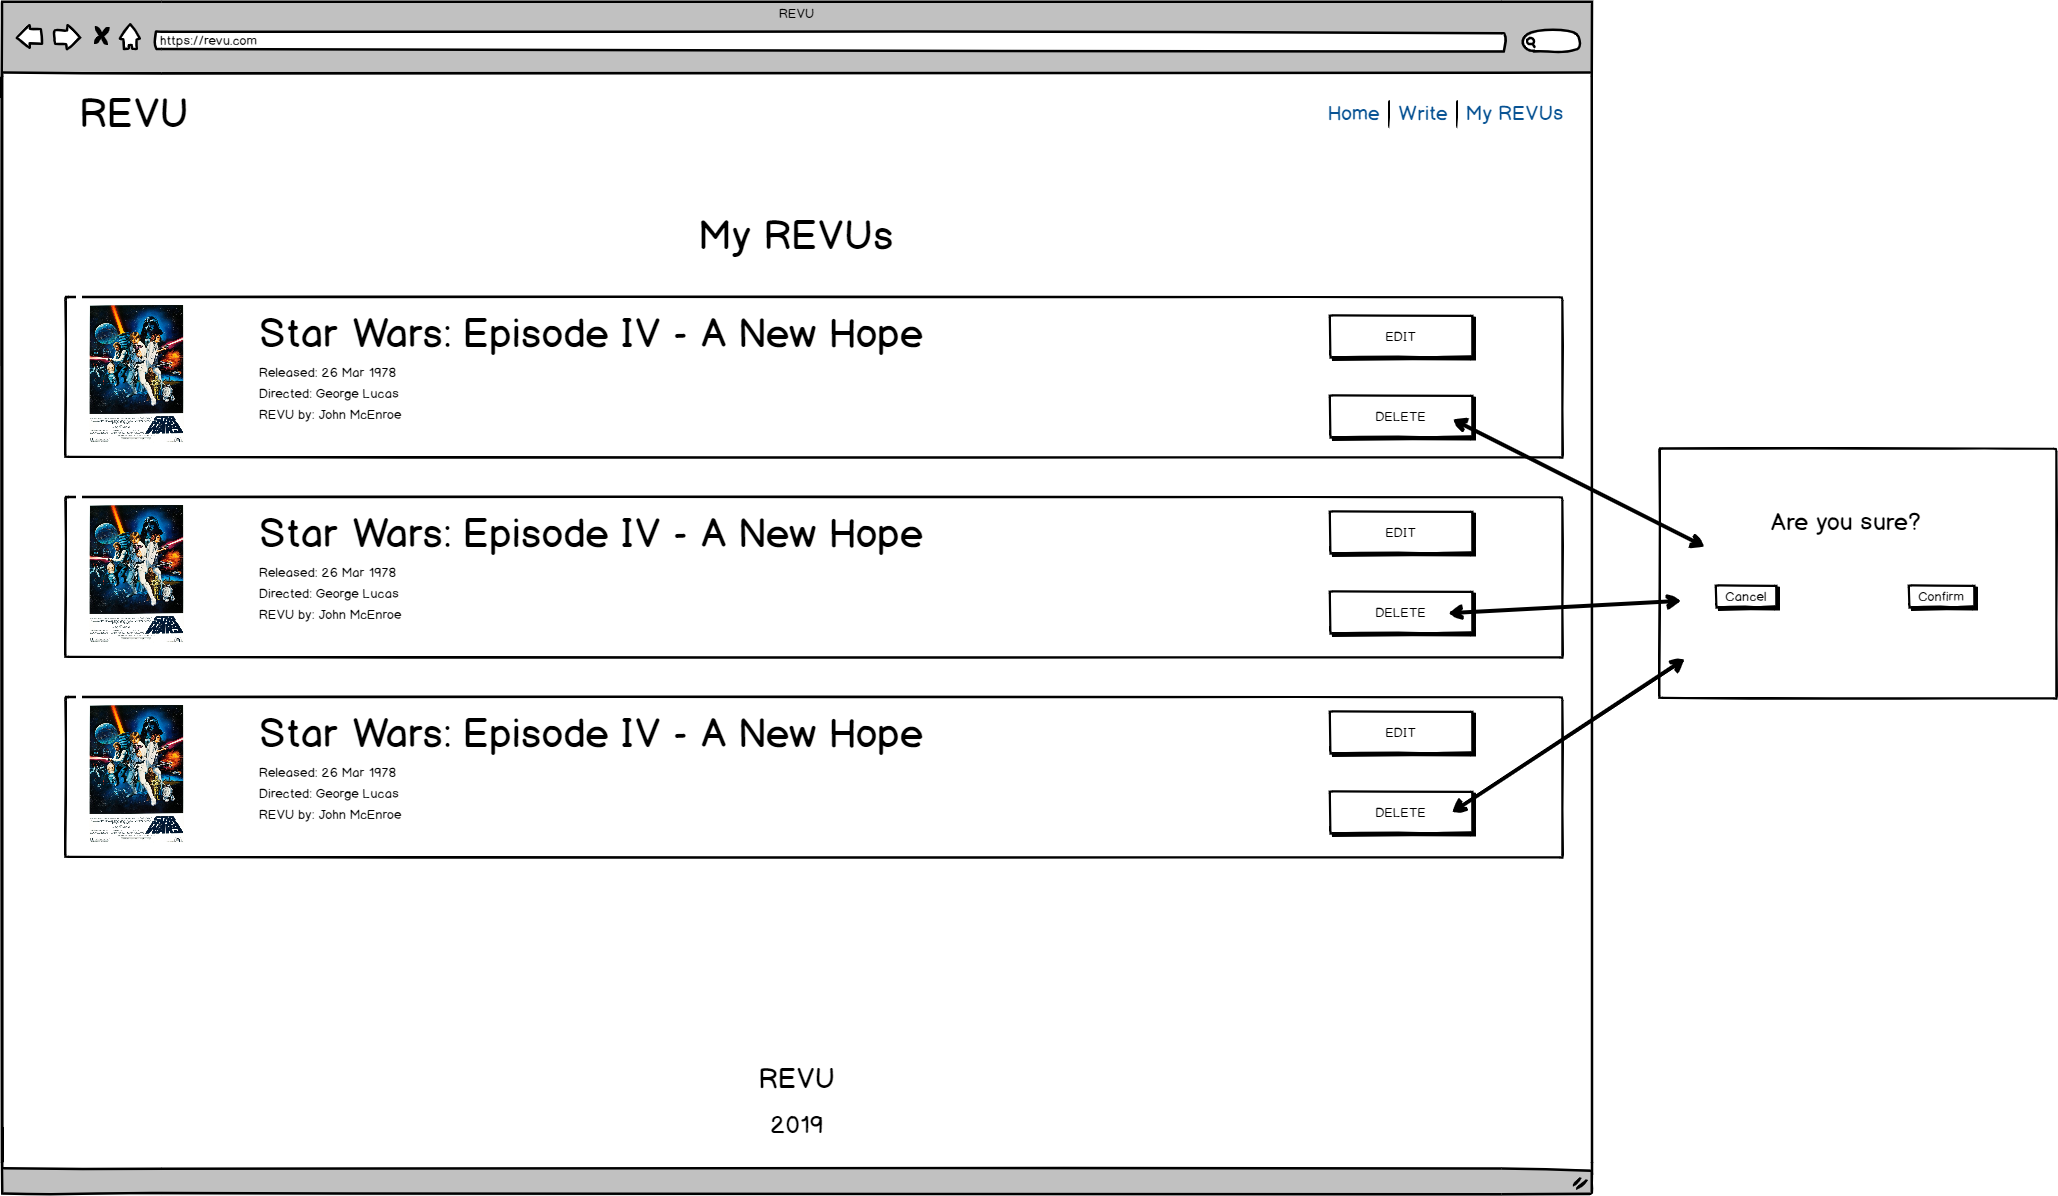 REVU
https://revu.com
REVU
Home | Write | My REVUs
My REVUs
Star Wars: Episode IV - A New Hope
Released: 26 Mar 1978
Directed: George Lucas
REVU by: John McEnroe
EDIT
DELETE
Star Wars: Episode IV - A New Hope
Released: 26 Mar 1978
Directed: George Lucas
REVU by: John McEnroe
EDIT
DELETE
Star Wars: Episode IV - A New Hope
Released: 26 Mar 1978
Directed: George Lucas
REVU by: John McEnroe
EDIT
DELETE
Are you sure?
Cancel
Confirm
REVU
2019